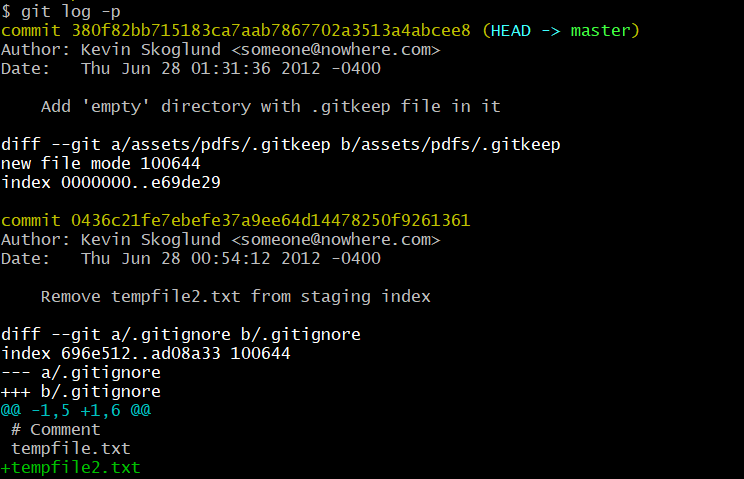 $ git log -p
commit 380f82bb715183ca7aab7867702a3513a4abcee8 (HEAD -> master)
Author: Kevin Skoglund <someone@nowhere.com>
Date:   Thu Jun 28 01:31:36 2012 -0400

    Add 'empty' directory with .gitkeep file in it

diff --git a/assets/pdfs/.gitkeep b/assets/pdfs/.gitkeep
new file mode 100644
index 0000000..e69de29

commit 0436c21fe7ebefe37a9ee64d14478250f9261361
Author: Kevin Skoglund <someone@nowhere.com>
Date:   Thu Jun 28 00:54:12 2012 -0400

    Remove tempfile2.txt from staging index

diff --git a/.gitignore b/.gitignore
index 696e512..ad08a33 100644
--- a/.gitignore
+++ b/.gitignore
@@ -1,5 +1,6 @@
 # Comment
 tempfile.txt
+tempfile2.txt